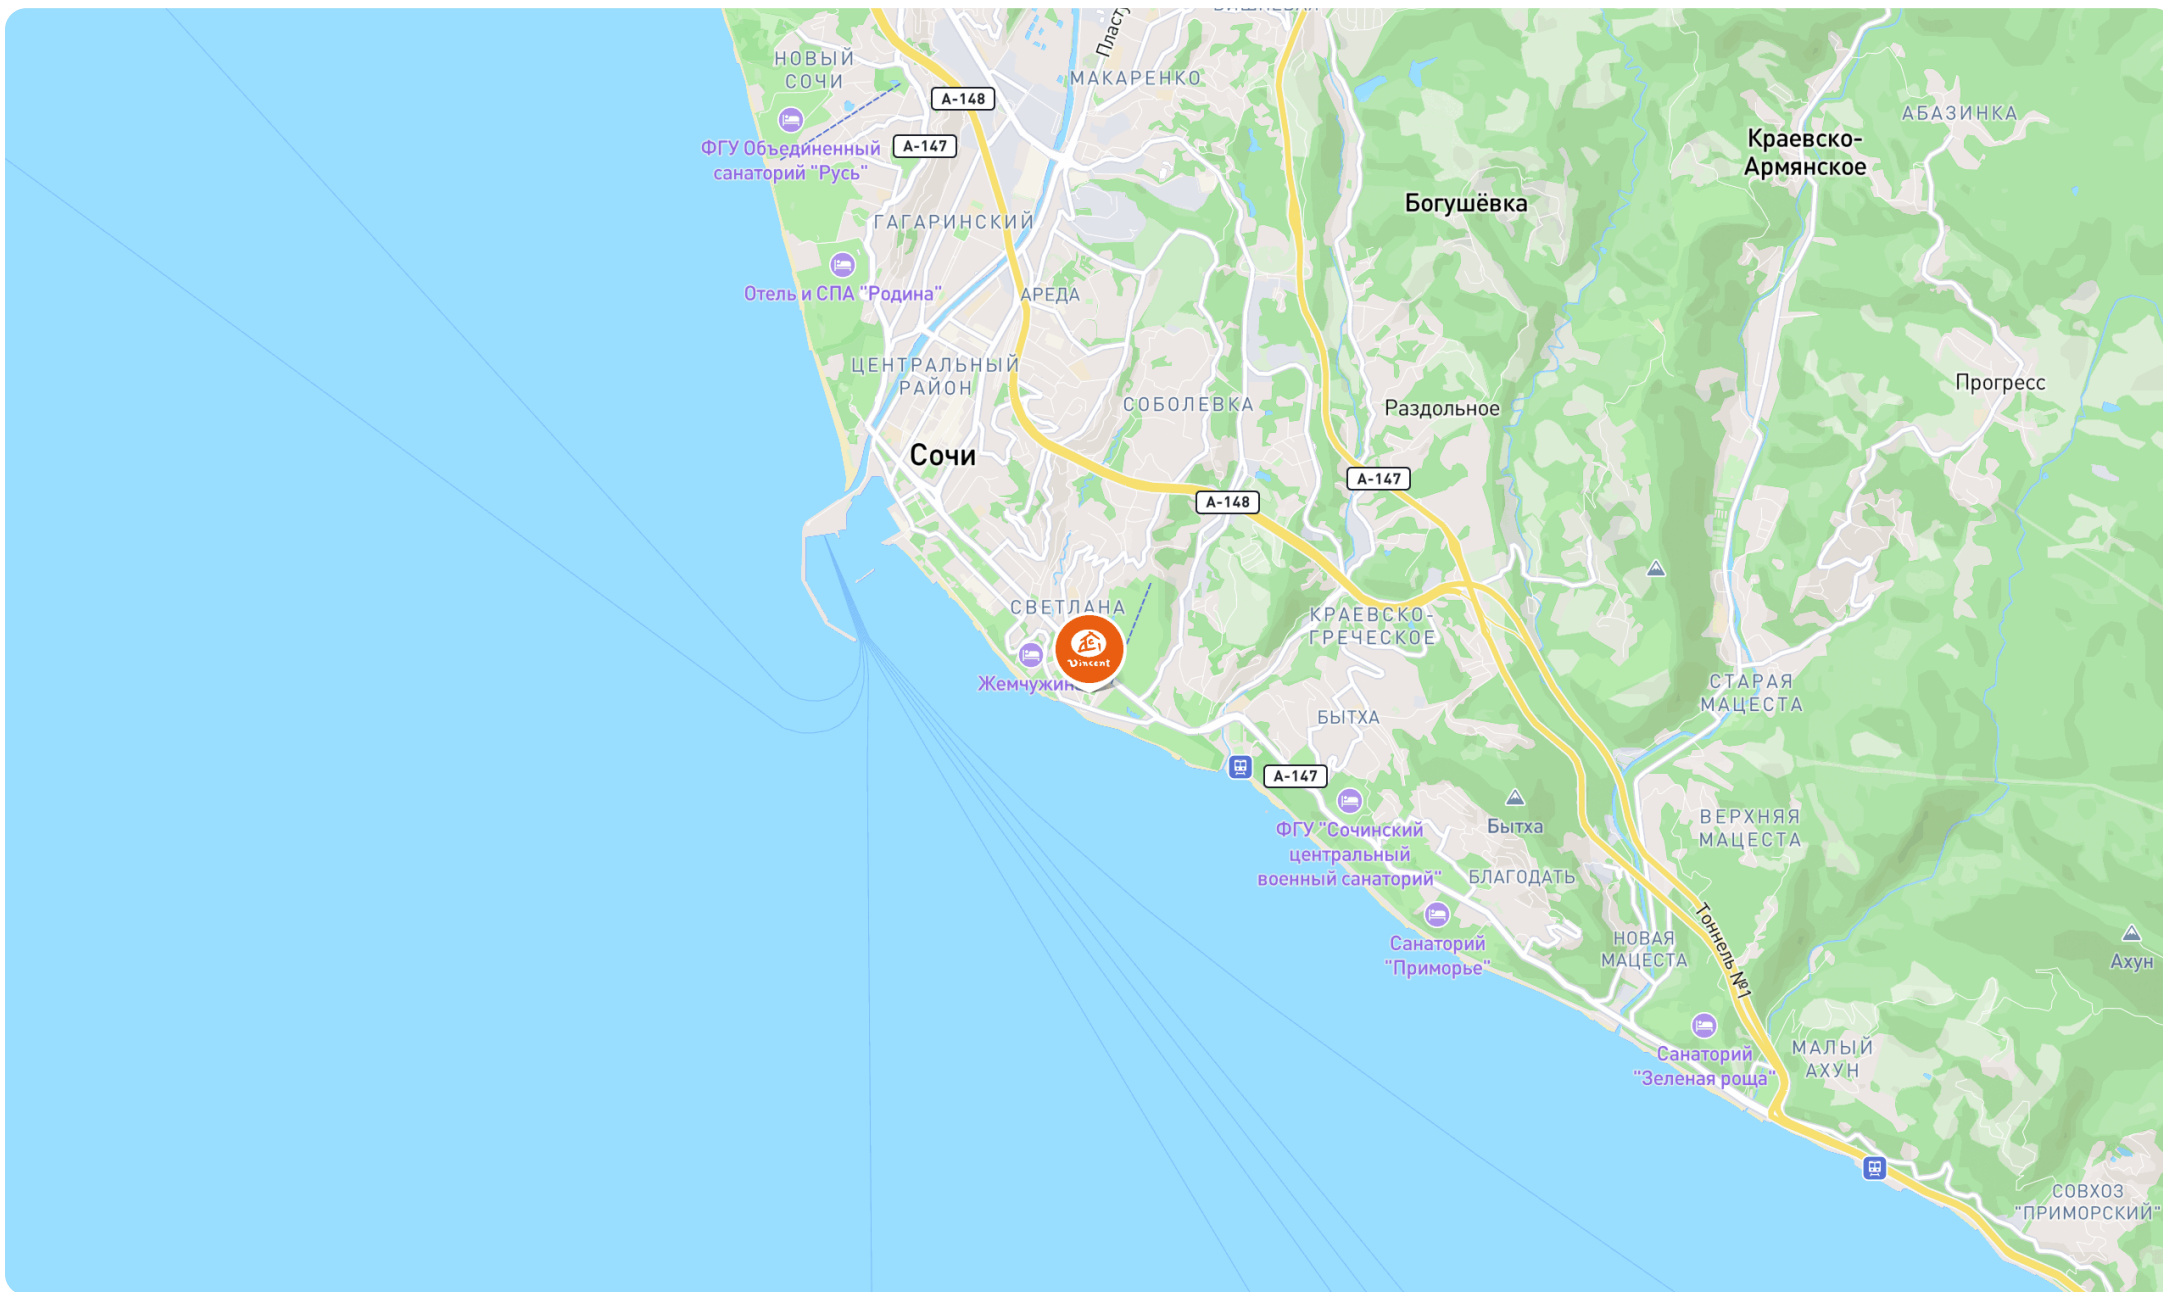 Пласту
НОВЫЙ
СОЧИ
МАКАРЕНКО
А-148
А-147
АБАЗИНКА
Краевско-
Армянское
ФГУ Объединенный
санаторий "Русь"
Богушёвка
ГАГАРИНСКИЙ
Отель и СПА "Родина"
АРЕДА
ЦЕНТРАЛЬНЫЙ
РАЙОН
Прогресс
СОБОЛЕВКА
Раздольное
Сочи
А-147
А-148
СВЕТЛАНА
КРАЕВСКО-
ГРЕЧЕСКОЕ
Vincent
Жемчужина
СТАРАЯ
МАЦЕСТА
БЫТХА
А-147
ФГУ "Сочинский
центральный
военный санаторий"
Бытха
ВЕРХНЯЯ
МАЦЕСТА
БЛАГОДАТЬ
Тоннель №1
Санаторий
"Приморье"
НОВАЯ
МАЦЕСТА
Ахун
Санаторий
"Зеленая роща"
МАЛЫЙ
АХУН
СОВХОЗ
"ПРИМОРСКИЙ"